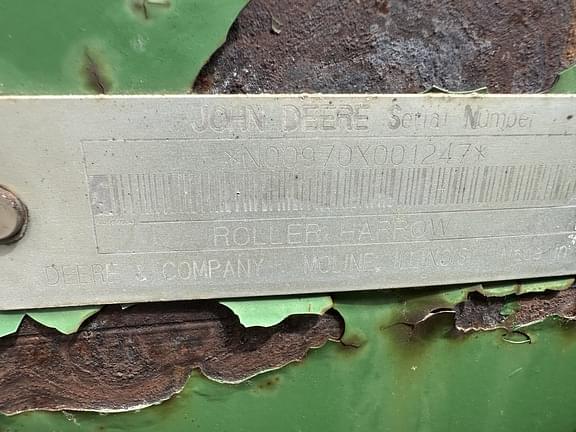 JOHN DEERE Serial Number
*N00970X001247*
ROLLER HARROW
DEERE & COMPANY MOLINE, ILLINOIS